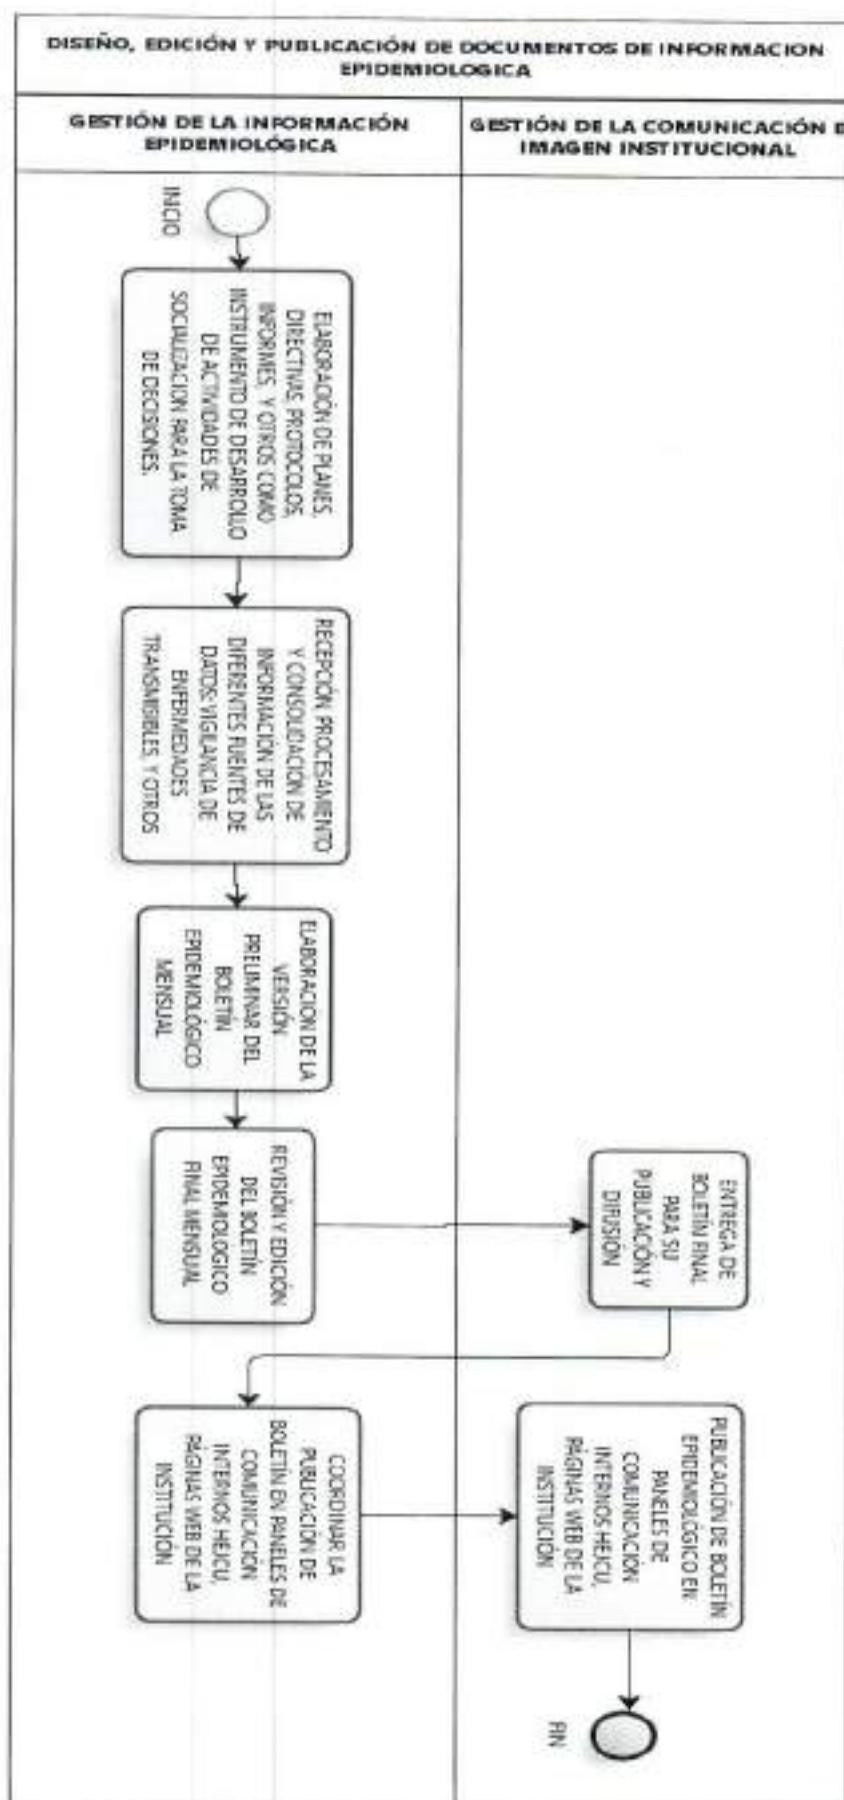 DISEÑO, EDICIÓN Y PUBLICACIÓN DE DOCUMENTOS DE INFORMACION
EPIDEMIOLOGICA
GESTIÓN DE LA INFORMACIÓN
EPIDEMIOLÓGICA
GESTIÓN DE LA COMUNICACIÓN E
IMAGEN INSTITUCIONAL
INICIO
ELABORACIÓN DE PLANES,
DIRECTIVAS, PROTOCOLOS,
INFORMES, Y OTROS COMO
INSTRUMENTO DE DESARROLLO
DE ACTIVIDADES DE
SOCIALIZACION PARA LA TOMA
DE DECISIONES.
RECEPCIÓN PROCESAMIENTO
Y CONSOLIDACIÓN DE
INFORMACIÓN DE LAS
DIFERENTES FUENTES DE
DATOS: VIGILANCIA DE
ENFERMEDADES
TRANSMISIBLES, Y OTROS
ELABORACION DE LA
VERSIÓN
PRELIMINAR DEL
BOLETÍN
EPIDEMIOLÓGICO
MENSUAL
REVISIÓN Y EDICIÓN
DEL BOLETÍN
EPIDEMIOLOGICO
FINAL MENSUAL
ENTREGA DE
BOLETÍN FINAL
PARA SU
PUBLICACIÓN Y
DIFUSIÓN
COORDINAR LA
PUBLICACIÓN DE
BOLETÍN EN PANELES DE
COMUNICACIÓN
INTERNOS HEJCU,
PÁGINAS WEB DE LA
INSTITUCIÓN
PUBLICACIÓN DE BOLETÍN
EPIDEMIOLÓGICO EN
PANELES DE
COMUNICACIÓN
INTERNOS HEJCU,
PÁGINAS WEB DE LA
INSTITUCIÓN
FIN